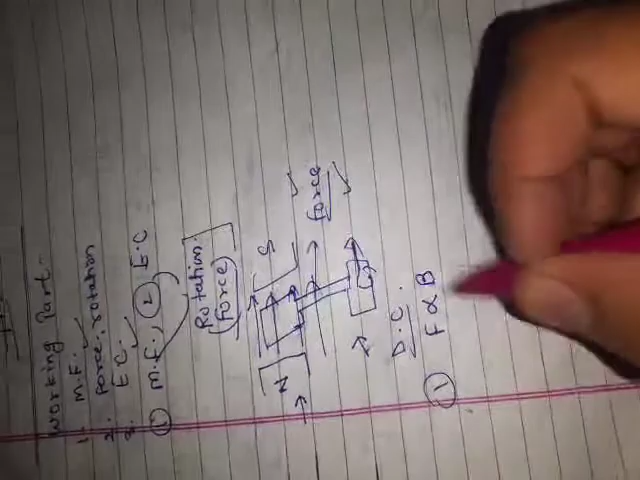 Working Part.
1. M.F.
2. Force, rotation
3. E.C.
① M.F., ② E.C
Rotation.
(force)
N S
force
D.C.
① F α B